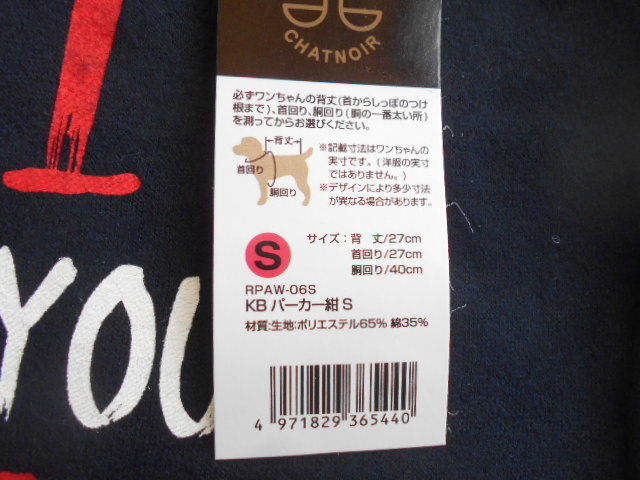 CHATNOIR
必ずワンちゃんの背丈(首からしっぽのつけ
根まで)、首回り、胴回り(胴の一番太い所)
を測ってからお選びください。
背丈
首回り
胴回り
※記載寸法はワンちゃんの
実寸です。(洋服の実寸
ではありません。)
※デザインにより多少寸法
が異なる場合があります。
S
サイズ:背 丈/27cm
首回り/27cm
胴回り/40cm
RPAW-06S
KB パーカー紺 S
材質:生地:ポリエステル65% 綿35%
4 971829 365440
I
YOU